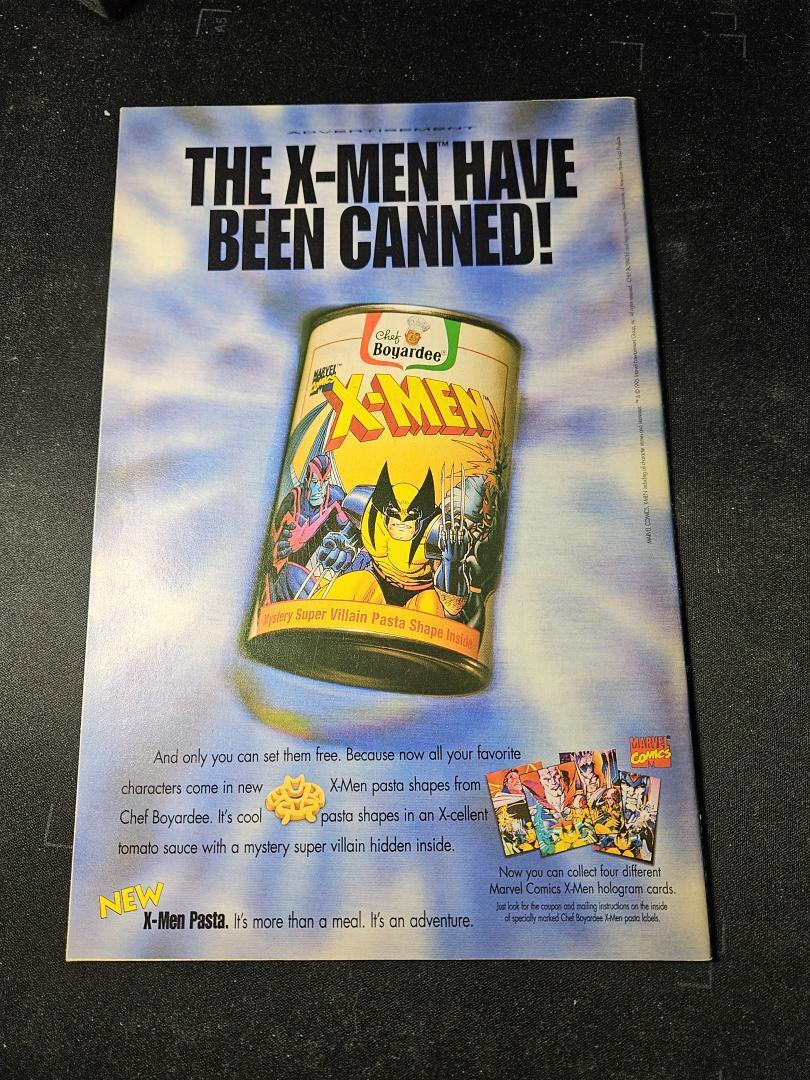 ADVERTISEMENT
THE X-MEN™ HAVE
BEEN CANNED!
Chef
Boyardee®
MARVEL™
COMICS
X-MEN™
Mystery Super Villain Pasta Shape Inside
And only you can set them free. Because now all your favorite
characters come in new X-Men pasta shapes from
Chef Boyardee. It's cool pasta shapes in an X-cellent
tomato sauce with a mystery super villain hidden inside.
NEW
X-Men Pasta. It's more than a meal. It's an adventure.
MARVEL
COMICS
Now you can collect four different
Marvel Comics X-Men hologram cards.
Just look for the coupon and mailing instructions on the inside
of specially marked Chef Boyardee X-Men pasta labels.
MARVEL COMICS, X-MEN,